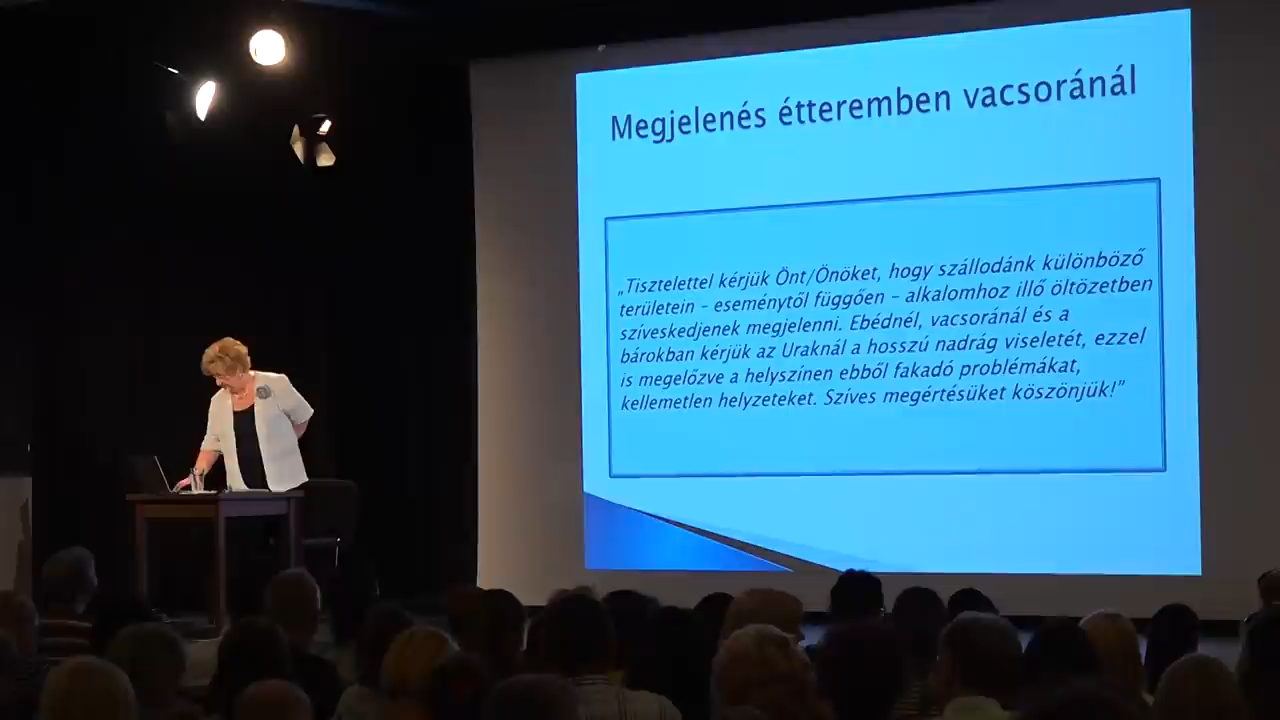 Megjelenés étteremben vacsoránál
„Tisztelettel kérjük Önt/Önöket, hogy szállodánk különböző
területein – eseménytől függően – alkalomhoz illő öltözetben
szíveskedjenek megjelenni. Ebédnél, vacsoránál és a
bárokban kérjük az Uraknál a hosszú nadrág viseletét, ezzel
is megelőzve a helyszínen ebből fakadó problémákat,
kellemetlen helyzeteket. Szíves megértésüket köszönjük!”